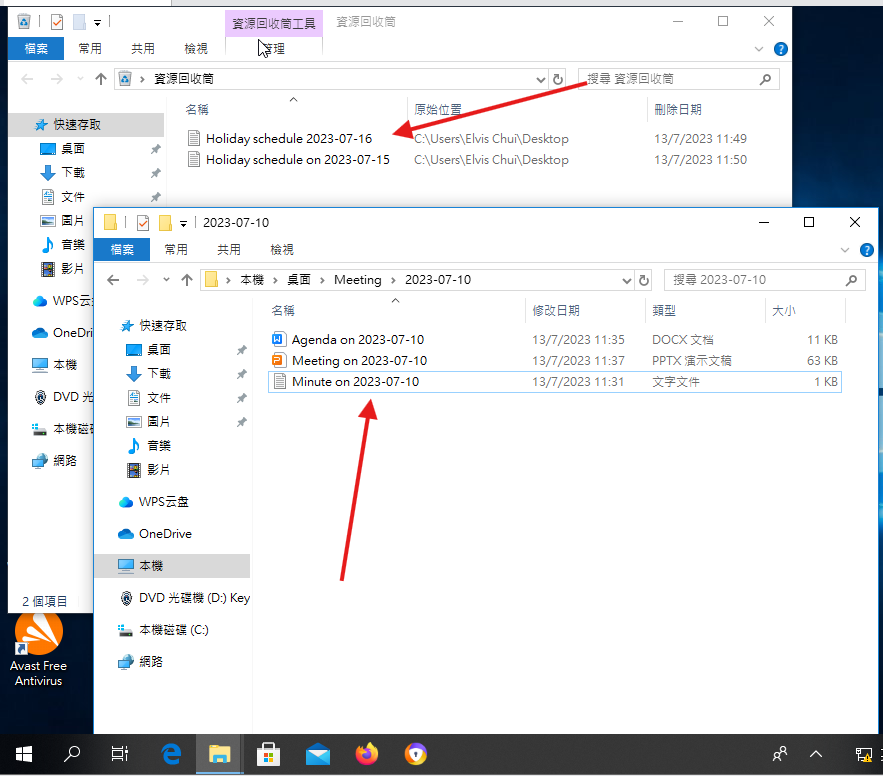 資源回收筒工具 資源回收筒
檔案 常用 共用 檢視 管理
資源回收筒 搜尋 資源回收筒
名稱 原始位置 刪除日期
快速存取
Holiday schedule 2023-07-16 C:\Users\Elvis Chui\Desktop 13/7/2023 11:49
桌面
Holiday schedule on 2023-07-15 C:\Users\Elvis Chui\Desktop 13/7/2023 11:50
下載
文件
圖片
音樂
影片
WPS云
OneDri
本機
DVD 光
本機磁
網路
2 個項目
2023-07-10
檔案 常用 共用 檢視
本機 桌面 Meeting 2023-07-10 搜尋 2023-07-10
名稱 修改日期 類型 大小
快速存取
Agenda on 2023-07-10 13/7/2023 11:35 DOCX 文档 11 KB
桌面
Meeting on 2023-07-10 13/7/2023 11:37 PPTX 演示文稿 63 KB
下載
Minute on 2023-07-10 13/7/2023 11:31 文字文件 1 KB
文件
圖片
音樂
影片
WPS云盘
OneDrive
本機
DVD 光碟機 (D:) Key
本機磁碟 (C:)
網路
Avast Free
Antivirus